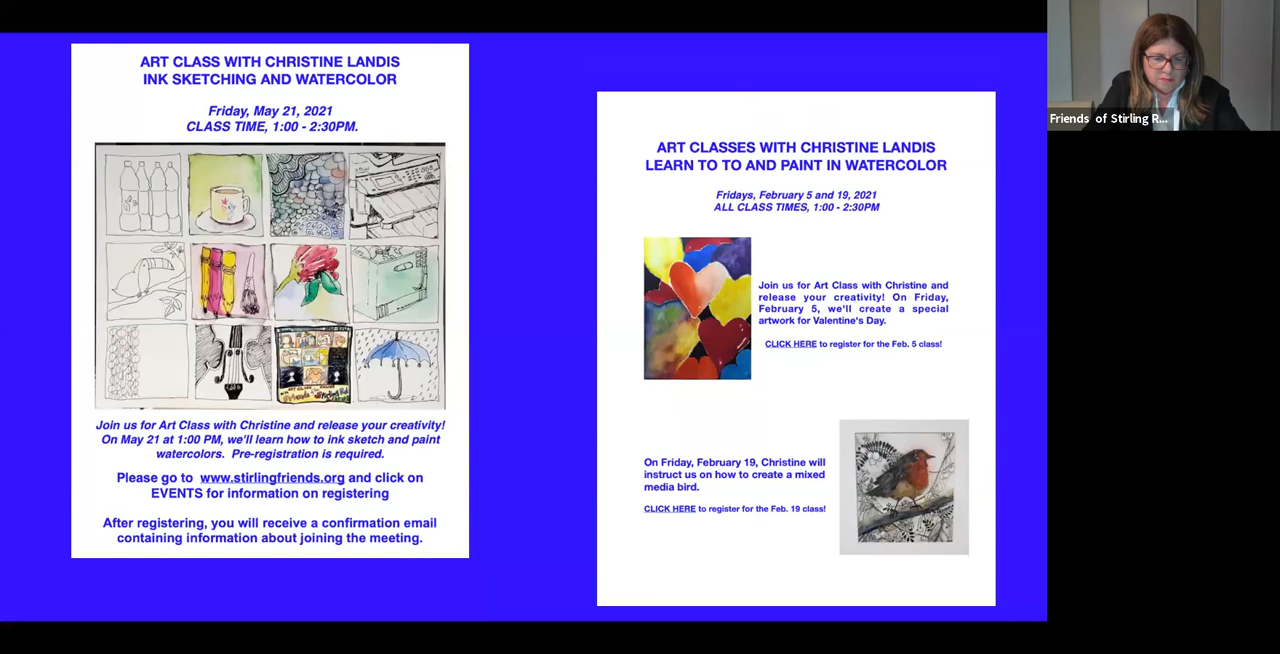 ART CLASS WITH CHRISTINE LANDIS
INK SKETCHING AND WATERCOLOR
Friday, May 21, 2021
CLASS TIME, 1:00 - 2:30PM.
Join us for Art Class with Christine and release your creativity!
On May 21 at 1:00 PM, we'll learn how to ink sketch and paint
watercolors. Pre-registration is required.
Please go to www.stirlingfriends.org and click on
EVENTS for information on registering
After registering, you will receive a confirmation email
containing information about joining the meeting.
ART CLASSES WITH CHRISTINE LANDIS
LEARN TO TO AND PAINT IN WATERCOLOR
Fridays, February 5 and 19, 2021
ALL CLASS TIMES, 1:00 - 2:30PM
Join us for Art Class with Christine and
release your creativity! On Friday,
February 5, we'll create a special
artwork for Valentine's Day.
CLICK HERE to register for the Feb. 5 class!
On Friday, February 19, Christine will
instruct us on how to create a mixed
media bird.
CLICK HERE to register for the Feb. 19 class!
Friends of Stirling R...